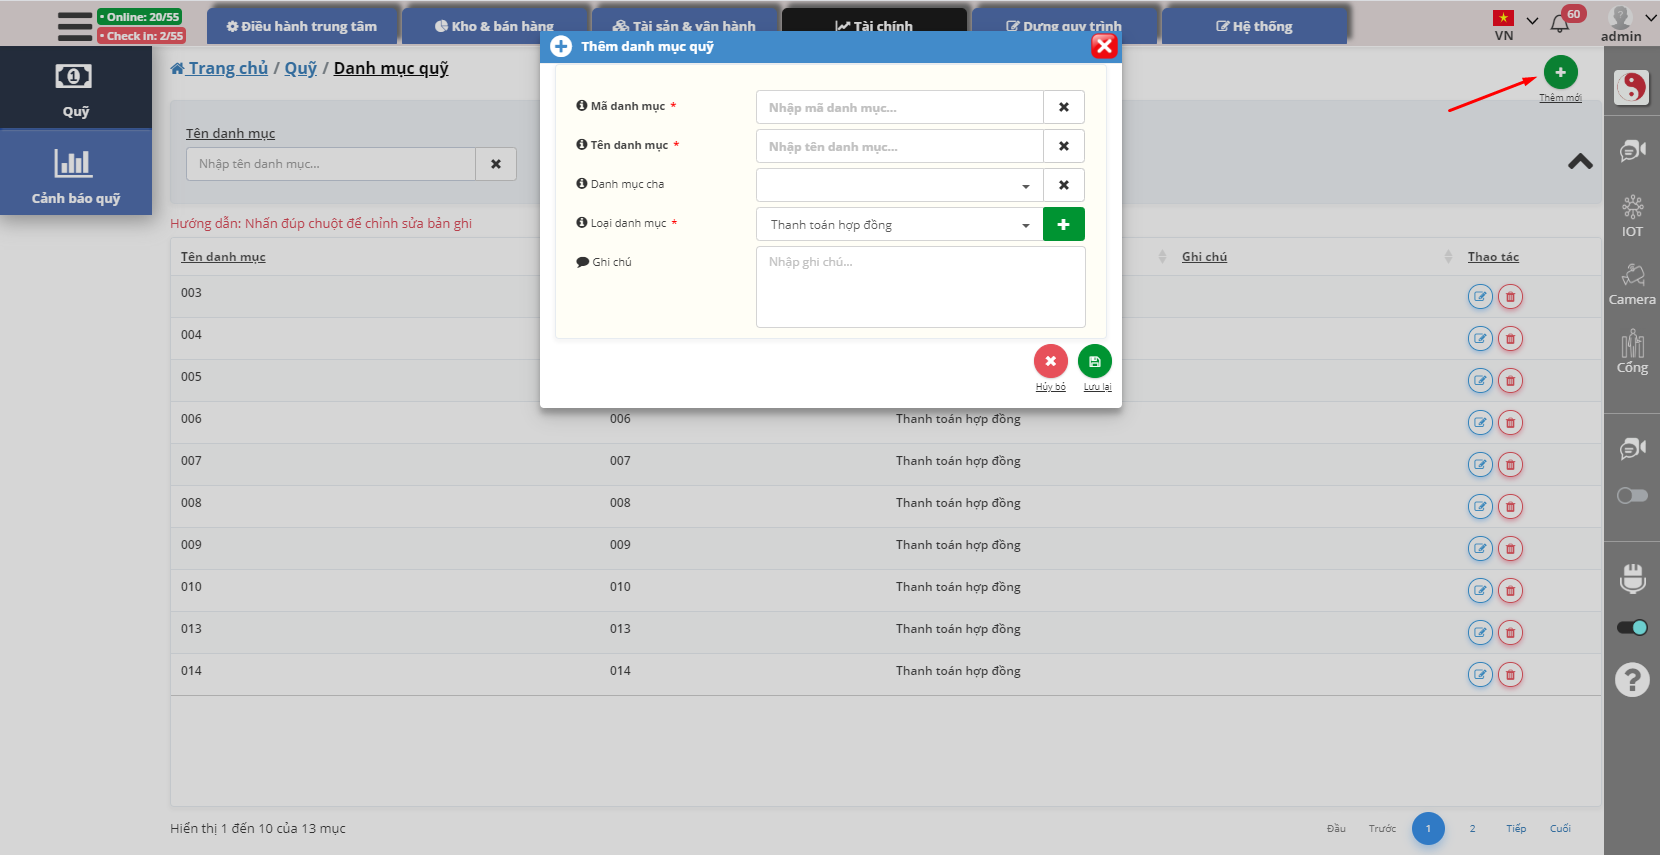 Online: 20/55
Check in: 2/55
Điều hành trung tâm
Kho & bán hàng
Tài sản & vận hành
Tài chính
Dựng quy trình
Hệ thống
VN
60
admin
Quỹ
Cảnh báo quỹ
Trang chủ / Quỹ / Danh mục quỹ
Thêm mới
Tên danh mục
Nhập tên danh mục...
Hướng dẫn: Nhấn đúp chuột để chỉnh sửa bản ghi
Thêm danh mục quỹ
Mã danh mục *
Nhập mã danh mục...
Tên danh mục *
Nhập tên danh mục...
Danh mục cha
Loại danh mục *
Thanh toán hợp đồng
Ghi chú
Nhập ghi chú...
Hủy bỏ
Lưu lại
Tên danh mục
Ghi chú
Thao tác
003
004
005
006 006 Thanh toán hợp đồng
007 007 Thanh toán hợp đồng
008 008 Thanh toán hợp đồng
009 009 Thanh toán hợp đồng
010 010 Thanh toán hợp đồng
013 013 Thanh toán hợp đồng
014 014 Thanh toán hợp đồng
Hiển thị 1 đến 10 của 13 mục
Đầu Trước 1 2 Tiếp Cuối
IOT
Camera
Cổng